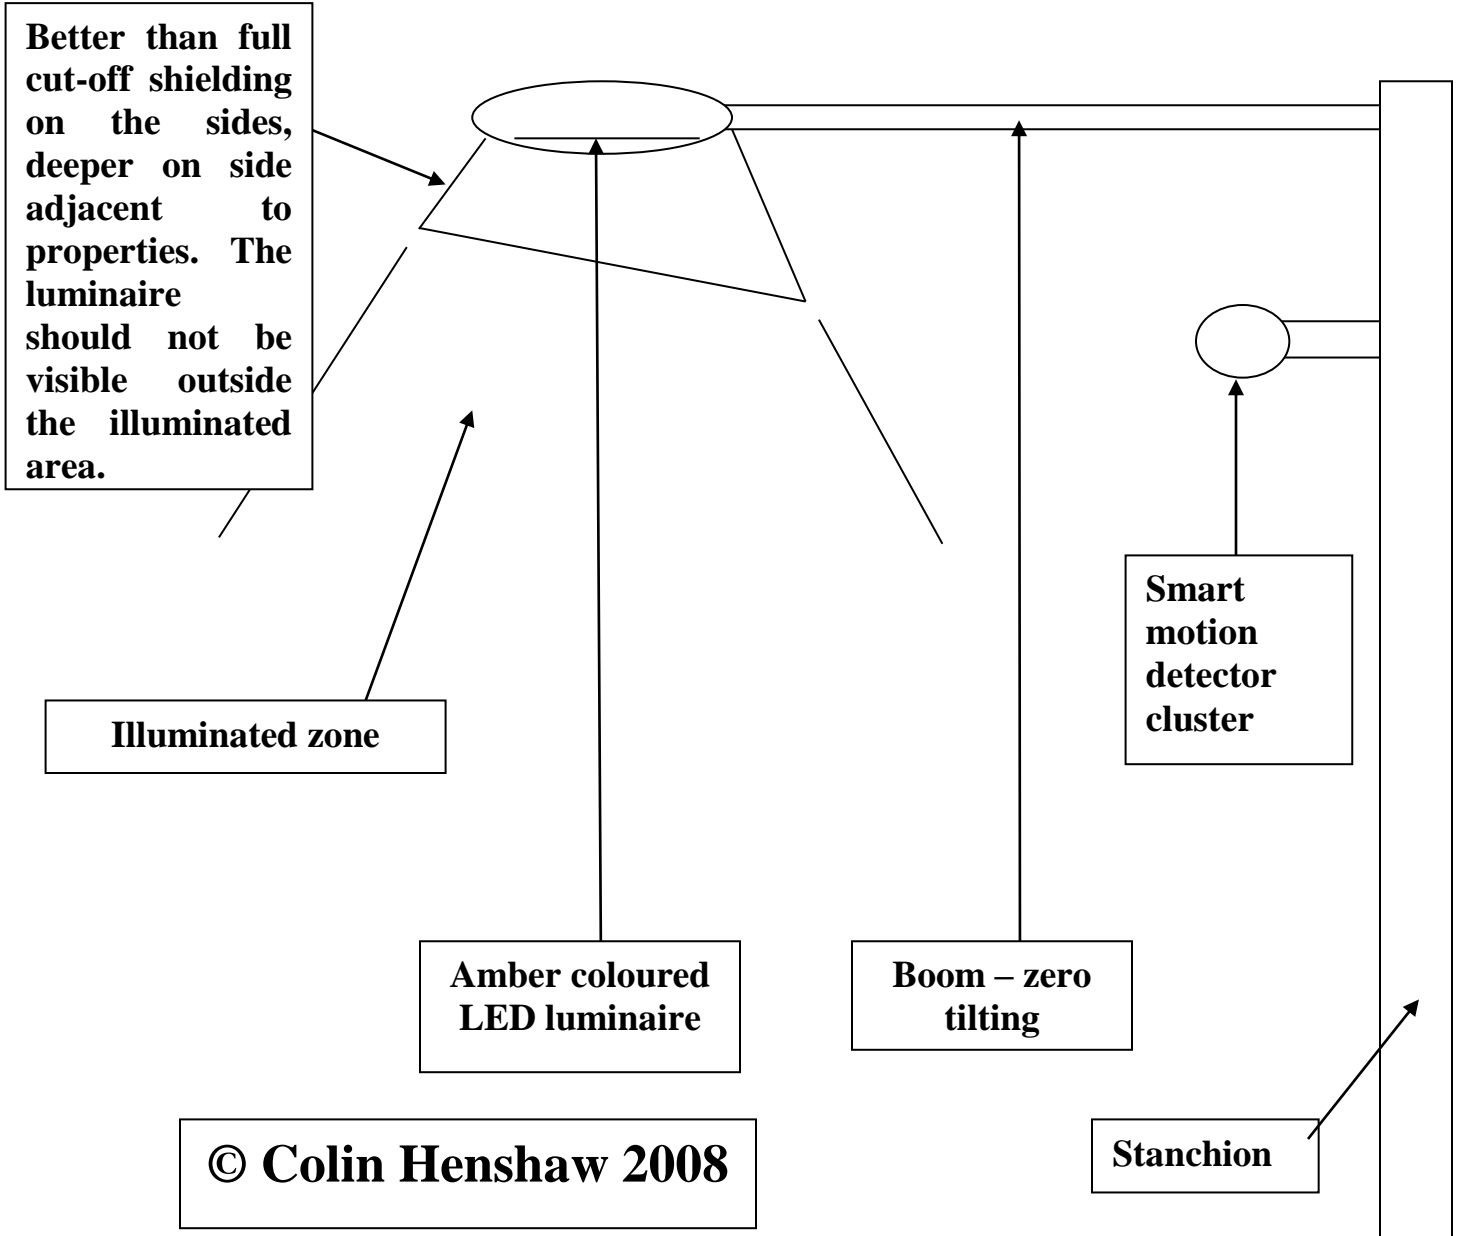 Better than full
cut-off shielding
on the sides,
deeper on side
adjacent to
properties. The
luminaire
should not be
visible outside
the illuminated
area.
Smart
motion
detector
cluster
Illuminated zone
Amber coloured
LED luminaire
Boom – zero
tilting
Stanchion
© Colin Henshaw 2008